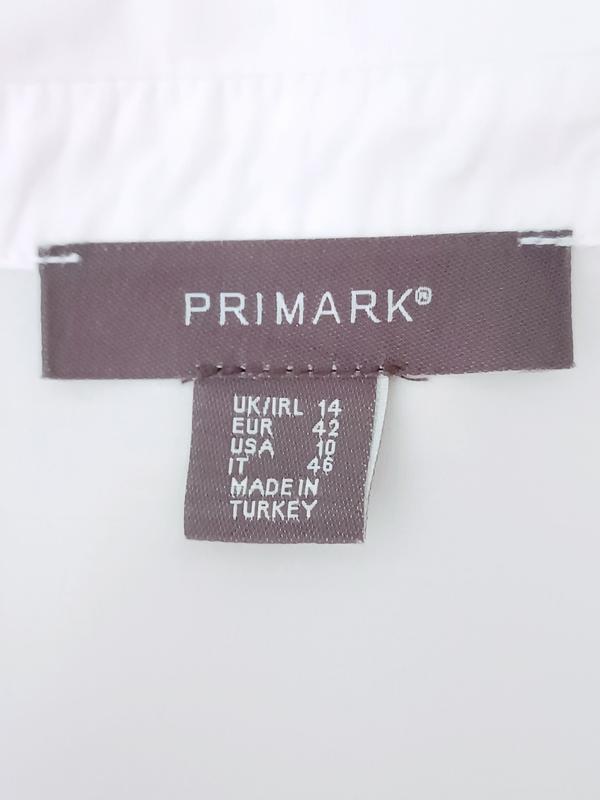 PRIMARK®
UK/IRL 14
EUR 42
USA 10
IT 46
MADE IN
TURKEY